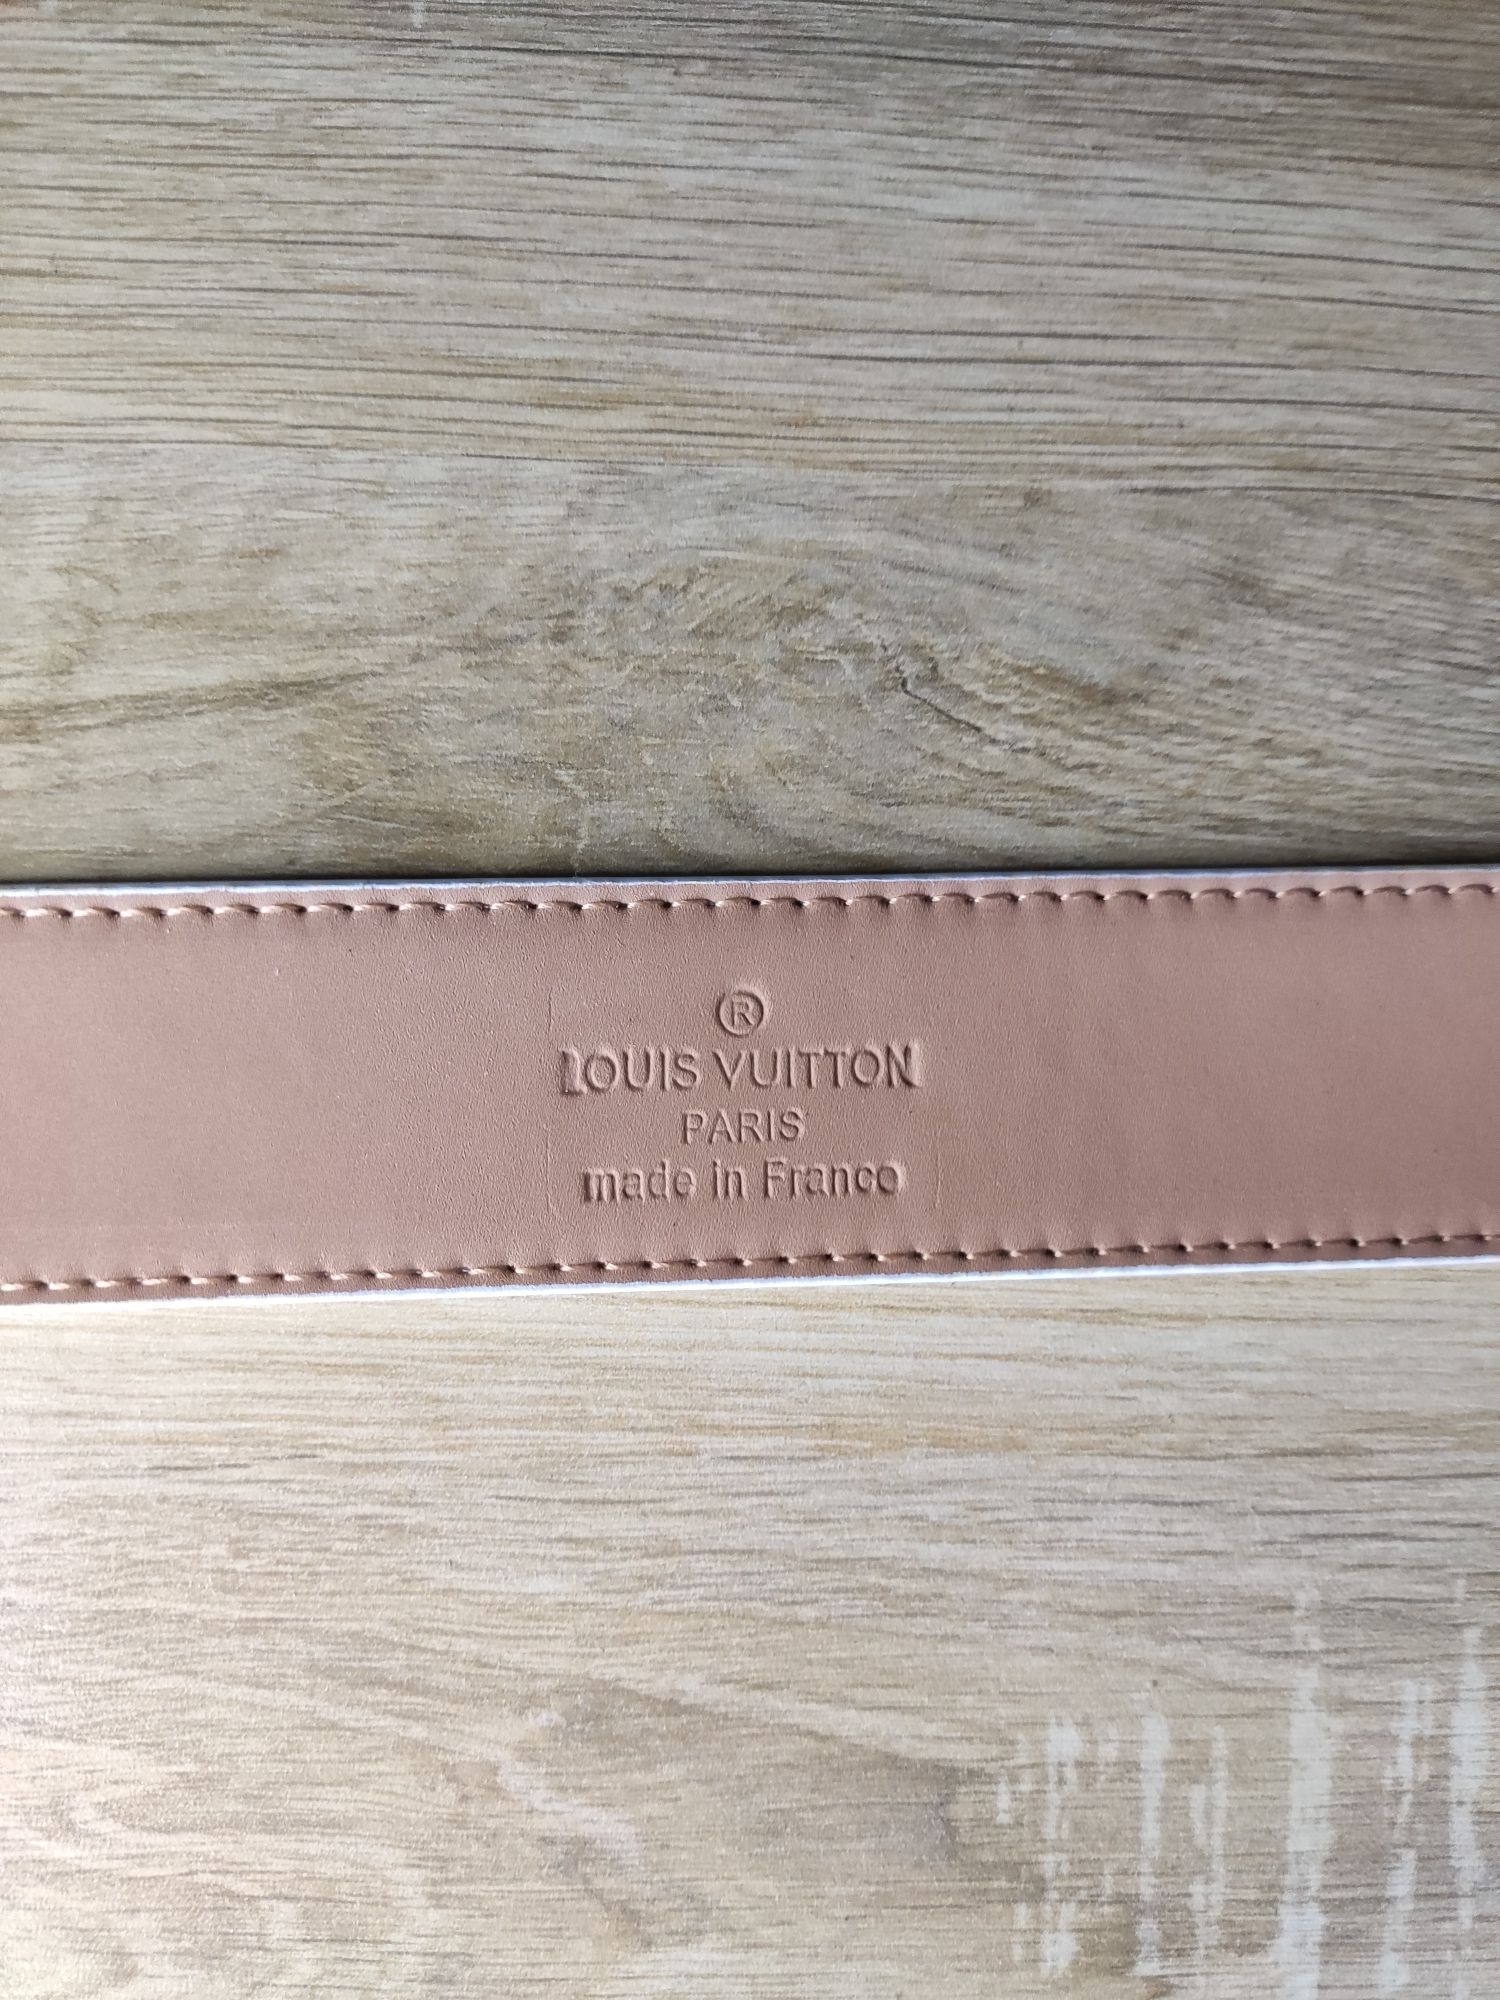 ®
LOUIS VUITTON
PARIS
made in Franco